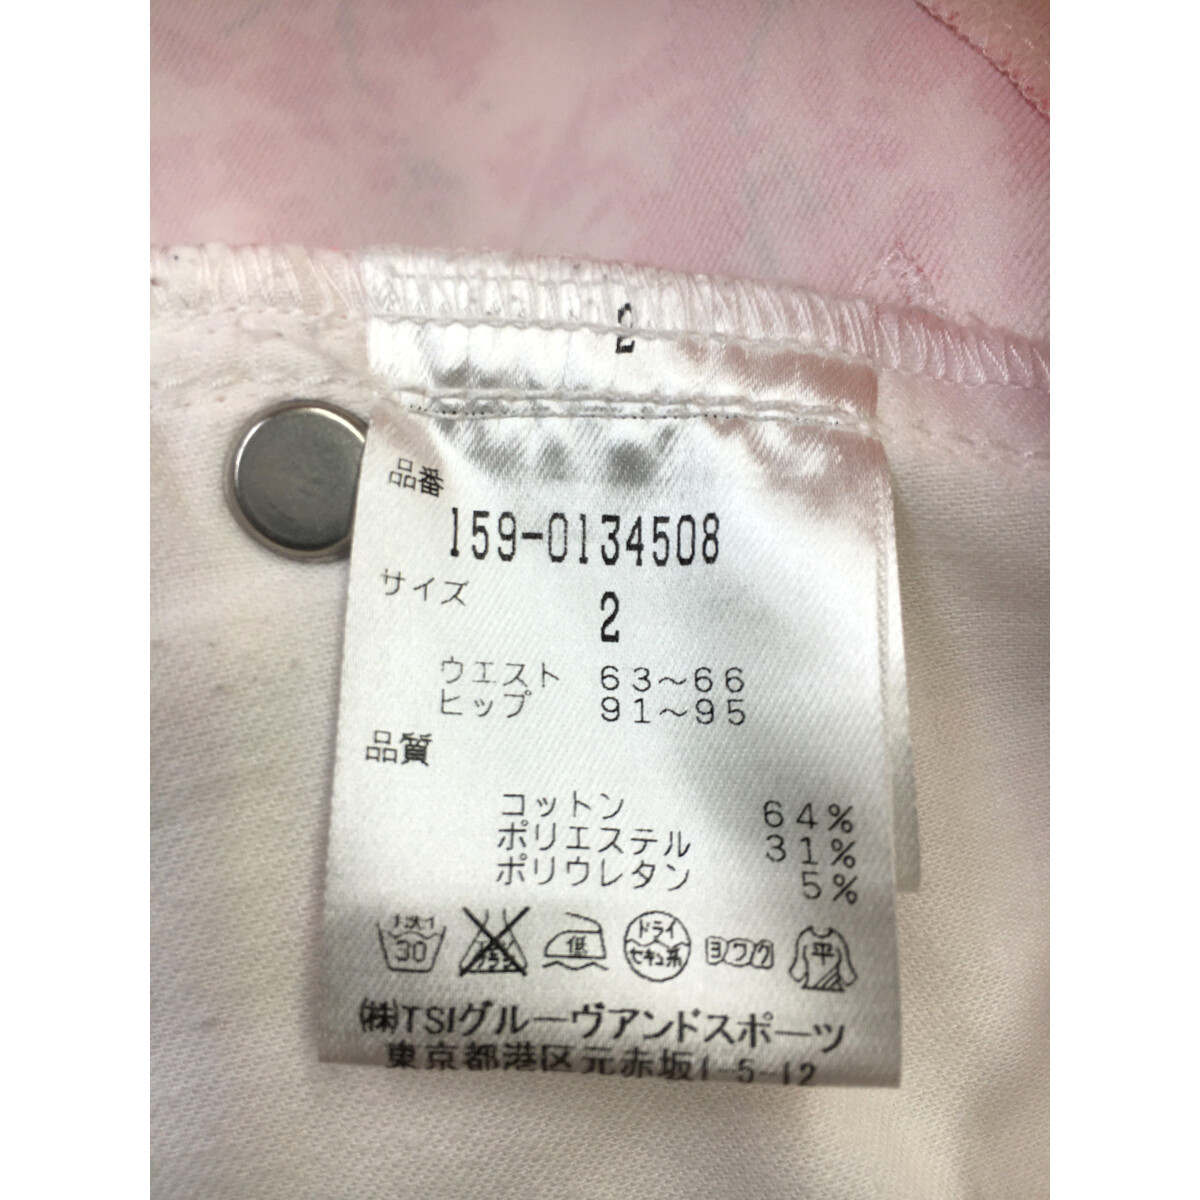 2
品番
159-0134508
サイズ
2
ウエスト 63～66
ヒップ 91～95
品質
コットン 64%
ポリエステル 31%
ポリウレタン 5%
30 低 ドライ セキユ系 ヨワク 平
㈱TSIグルーヴアンドスポーツ
東京都港区元赤坂1-5-12